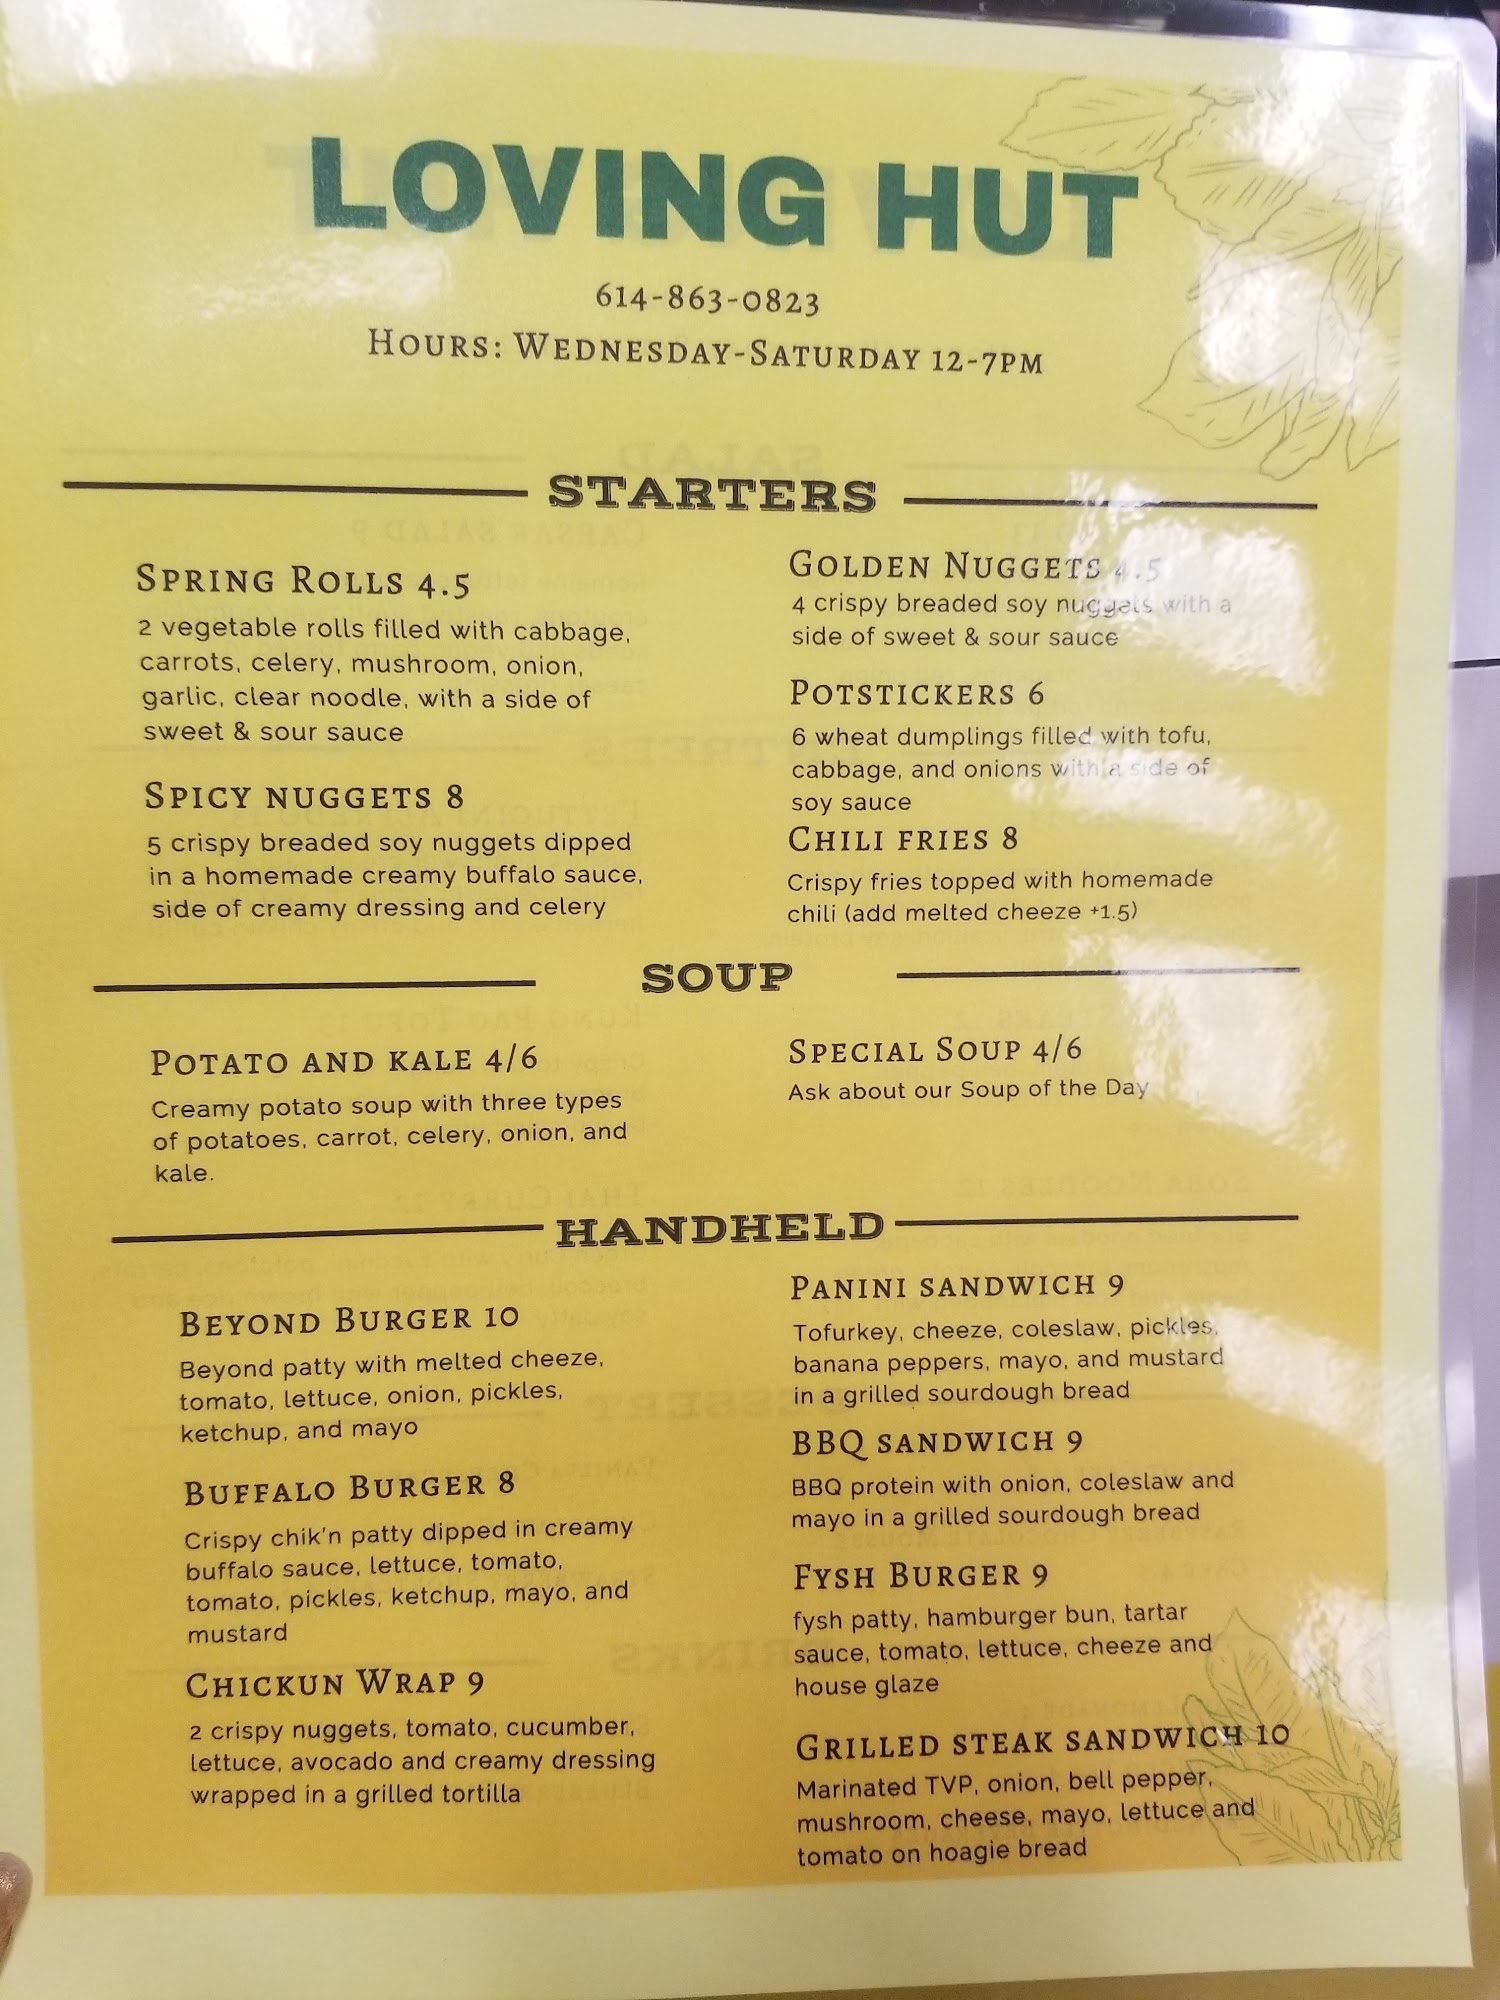 LOVING HUT
614-863-0823
HOURS: WEDNESDAY-SATURDAY 12-7PM
STARTERS
SPRING ROLLS 4.5
2 vegetable rolls filled with cabbage,
carrots, celery, mushroom, onion,
garlic, clear noodle, with a side of
sweet & sour sauce
SPICY NUGGETS 8
5 crispy breaded soy nuggets dipped
in a homemade creamy buffalo sauce,
side of creamy dressing and celery
GOLDEN NUGGETS 4.5
4 crispy breaded soy nuggets with a
side of sweet & sour sauce
POTSTICKERS 6
6 wheat dumplings filled with tofu,
cabbage, and onions with a side of
soy sauce
CHILI FRIES 8
Crispy fries topped with homemade
chili (add melted cheeze +1.5)
SOUP
POTATO AND KALE 4/6
Creamy potato soup with three types
of potatoes, carrot, celery, onion, and
kale.
SPECIAL SOUP 4/6
Ask about our Soup of the Day
HANDHELD
BEYOND BURGER 10
Beyond patty with melted cheeze,
tomato, lettuce, onion, pickles,
ketchup, and mayo
BUFFALO BURGER 8
Crispy chik'n patty dipped in creamy
buffalo sauce, lettuce, tomato,
tomato, pickles, ketchup, mayo, and
mustard
CHICKUN WRAP 9
2 crispy nuggets, tomato, cucumber,
lettuce, avocado and creamy dressing
wrapped in a grilled tortilla
PANINI SANDWICH 9
Tofurkey, cheeze, coleslaw, pickles,
banana peppers, mayo, and mustard
in a grilled sourdough bread
BBQ SANDWICH 9
BBQ protein with onion, coleslaw and
mayo in a grilled sourdough bread
FYSH BURGER 9
fysh patty, hamburger bun, tartar
sauce, tomato, lettuce, cheeze and
house glaze
GRILLED STEAK SANDWICH 10
Marinated TVP, onion, bell pepper,
mushroom, cheese, mayo, lettuce and
tomato on hoagie bread